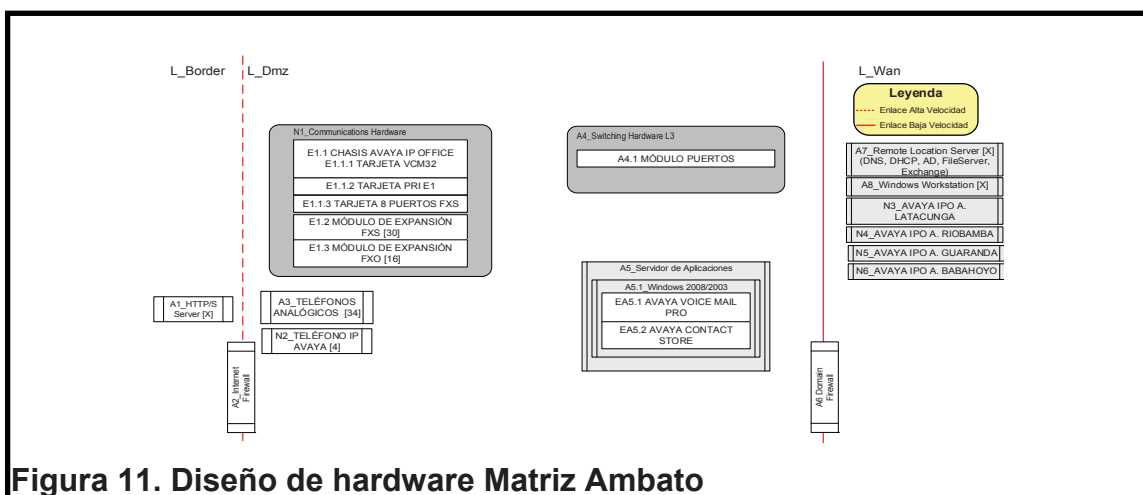 L_Border
L_Dmz
L_Wan
Leyenda
Enlace Alta Velocidad
Enlace Baja Velocidad
N1_Communications Hardware
E1.1 CHASIS AVAYA IP OFFICE
E1.1.1 TARJETA VCM32
E1.1.2 TARJETA PRI E1
E1.1.3 TARJETA 8 PUERTOS FXS
E1.2 MÓDULO DE EXPANSIÓN
FXS [30]
E1.3 MÓDULO DE EXPANSIÓN
FXO [16]
A4_Switching Hardware L3
A4.1 MÓDULO PUERTOS
A7_Remote Location Server [X]
(DNS, DHCP, AD, FileServer,
Exchange)
A8_Windows Workstation [X]
N3_AVAYA IPO A.
LATACUNGA
N4_AVAYA IPO A. RIOBAMBA
N5_AVAYA IPO A. GUARANDA
N6_AVAYA IPO A. BABAHOYO
A5_Servidor de Aplicaciones
A5.1_Windows 2008/2003
EA5.1 AVAYA VOICE MAIL
PRO
EA5.2 AVAYA CONTACT
STORE
A1_HTTP/S
Server [X]
A3_TELÉFONOS
ANALÓGICOS [34]
N2_TELÉFONO IP
AVAYA [4]
A2_Internet
Firewall
A6 Domain
Firewall
Figura 11. Diseño de hardware Matriz Ambato